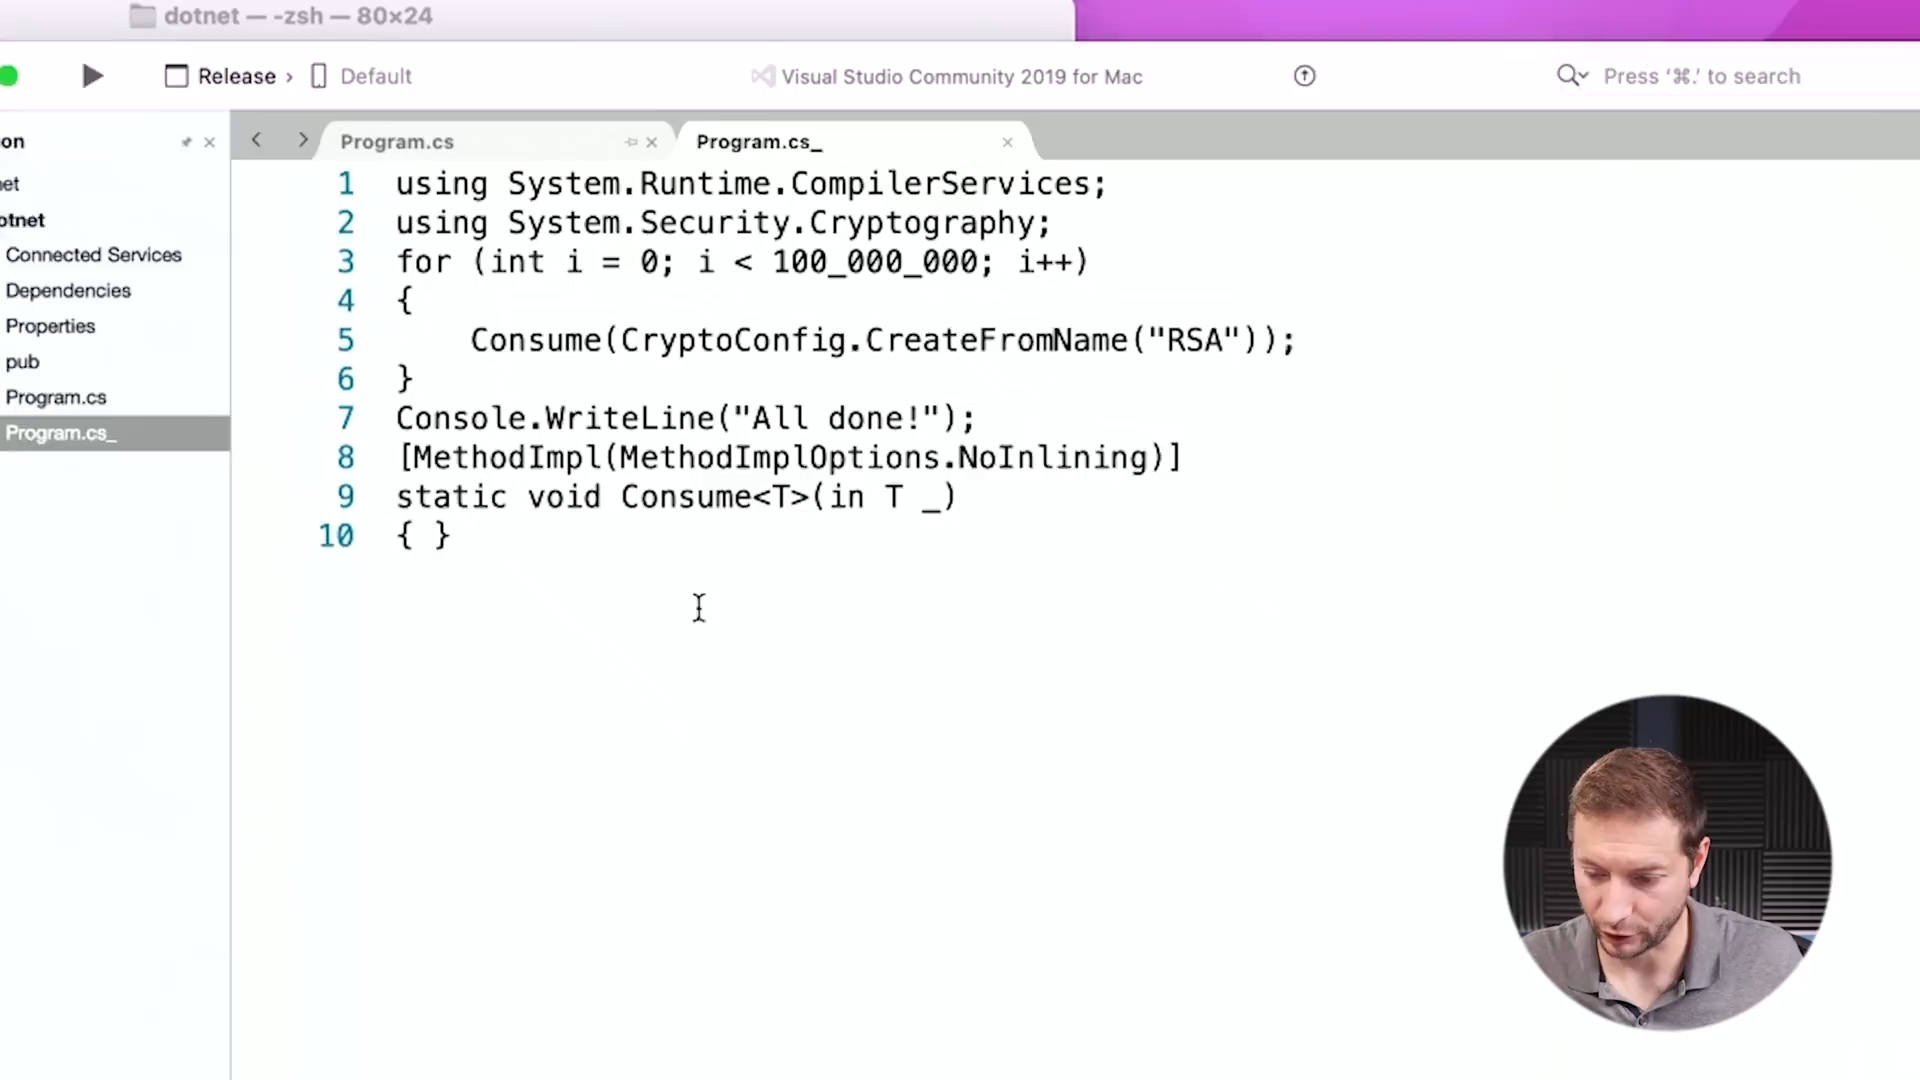 dotnet — -zsh — 80×24
Release › Default
Visual Studio Community 2019 for Mac
Press '⌘.' to search
on
et
otnet
Connected Services
Dependencies
Properties
pub
Program.cs
Program.cs_
Program.cs
Program.cs_
1 using System.Runtime.CompilerServices;
2 using System.Security.Cryptography;
3 for (int i = 0; i < 100_000_000; i++)
4 {
5 Consume(CryptoConfig.CreateFromName("RSA"));
6 }
7 Console.WriteLine("All done!");
8 [MethodImpl(MethodImplOptions.NoInlining)]
9 static void Consume<T>(in T _)
10 { }